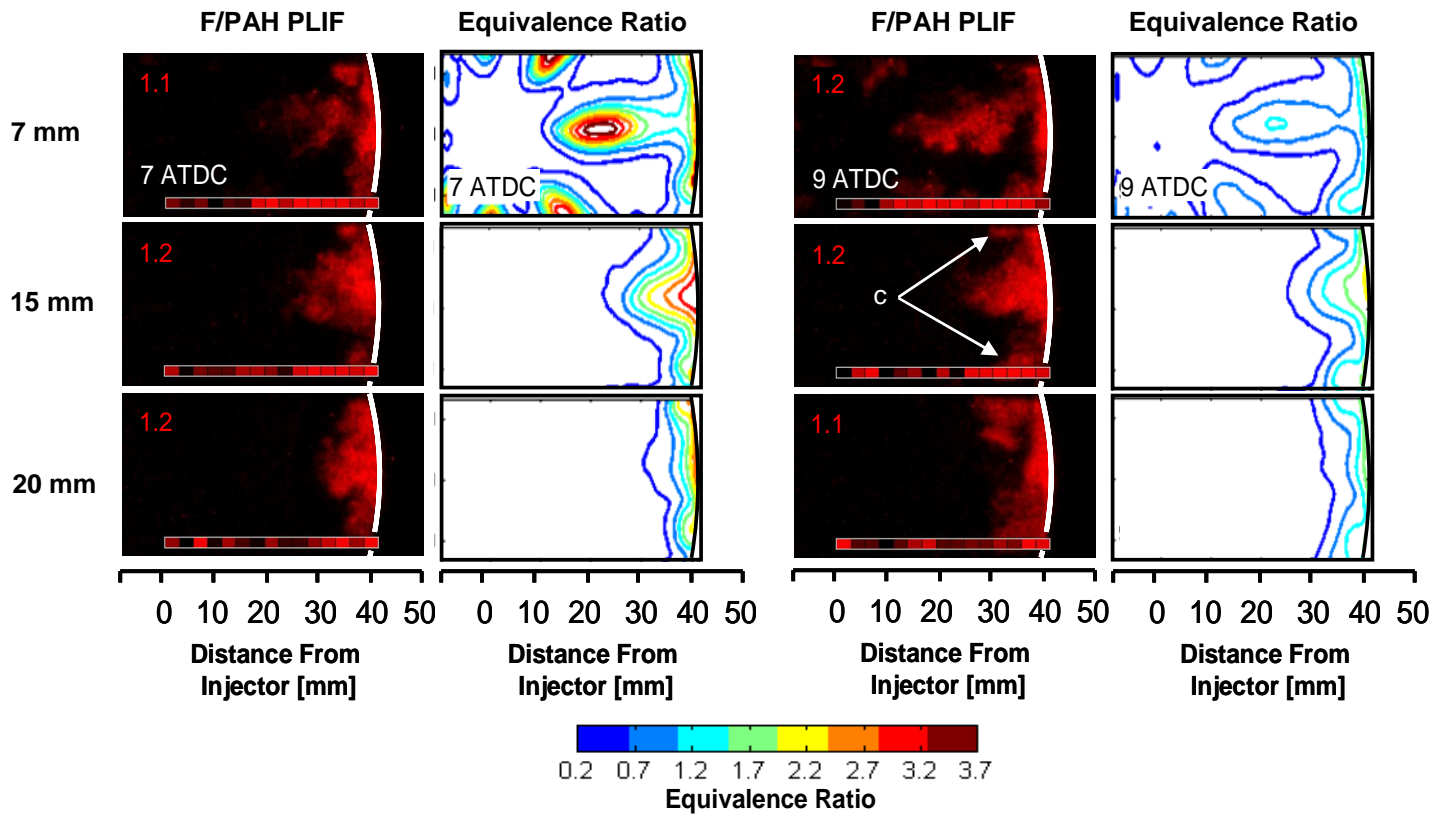 F/PAH PLIF Equivalence Ratio F/PAH PLIF Equivalence Ratio
7 mm
1.1
7 ATDC
7 ATDC
1.2
9 ATDC
9 ATDC
15 mm
1.2
1.2
c
20 mm
1.2
1.1
0 10 20 30 40 50 0 10 20 30 40 50 0 10 20 30 40 50 0 10 20 30 40 50
Distance From Distance From Distance From Distance From
Injector [mm] Injector [mm] Injector [mm] Injector [mm]
0.2 0.7 1.2 1.7 2.2 2.7 3.2 3.7
Equivalence Ratio